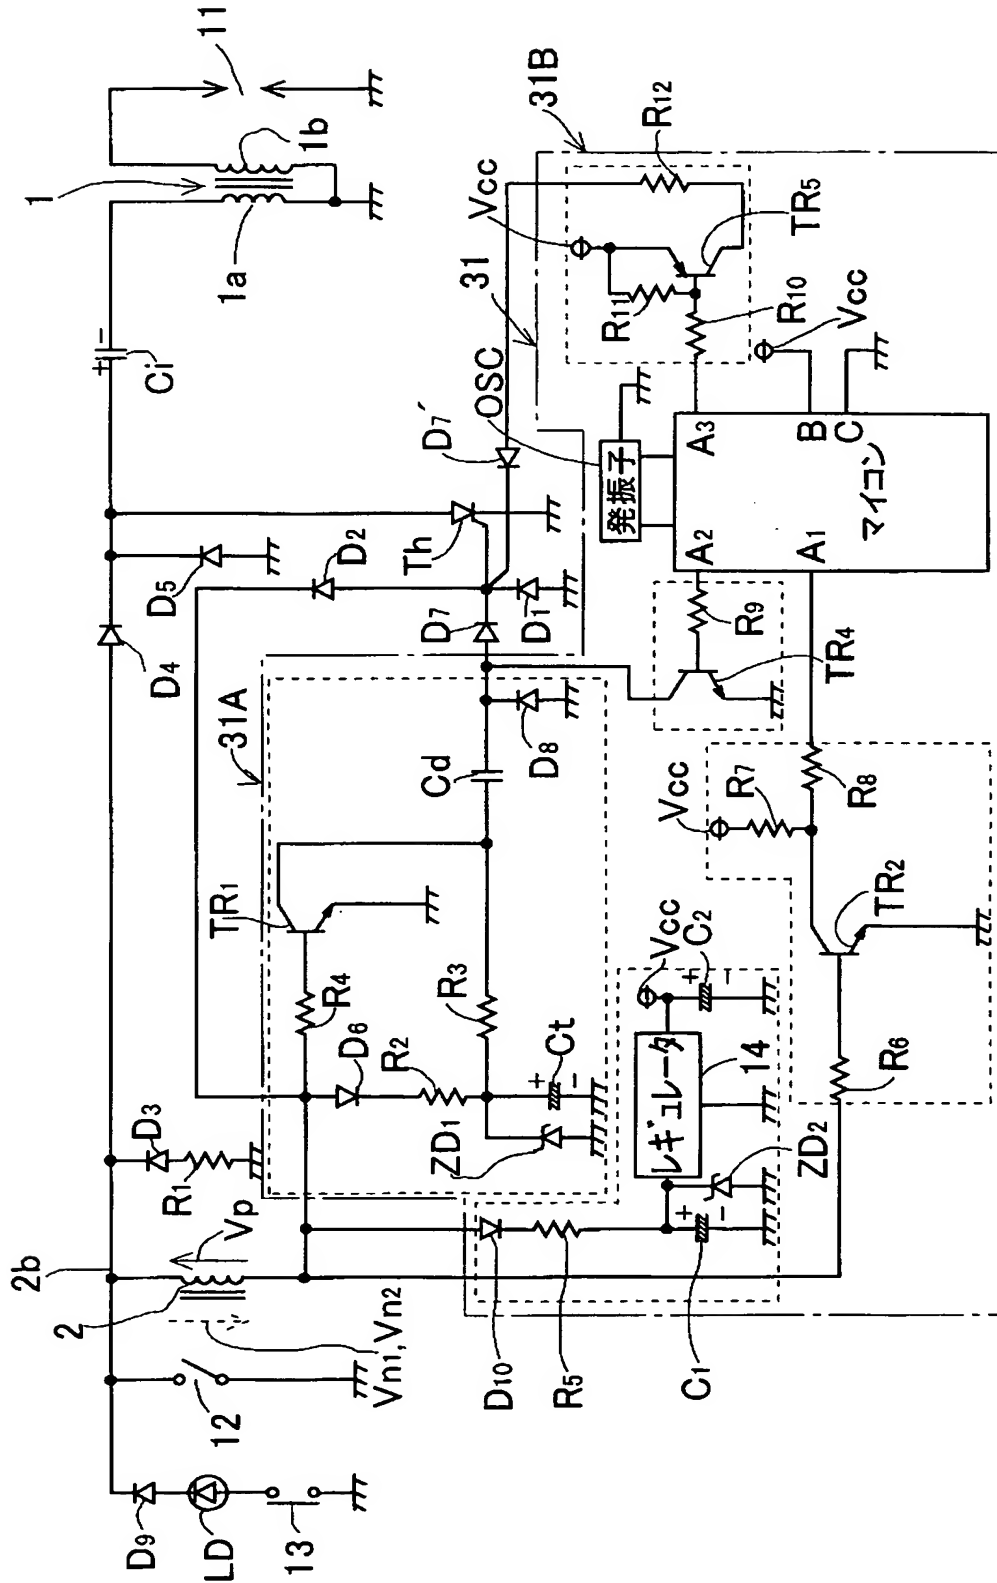 1
11
1b
1a
Ci
+
-
D5
D4
D2
Th
D7
D7′
D1
31
OSC
31B
R12
Vcc
TR5
R11
R10
Vcc
発振子
A3
A2
B
C
A1
マイコン
R9
TR4
31A
TR1
Cd
D8
R4
R3
D6
R2
Ct
+
-
ZD1
D3
R1
Vp
2b
2
Vn1,Vn2
12
D9
LD
13
D10
R5
C1
+
-
ZD2
レギュレータ
14
Vcc
C2
+
-
Vcc
R7
R8
TR2
R6